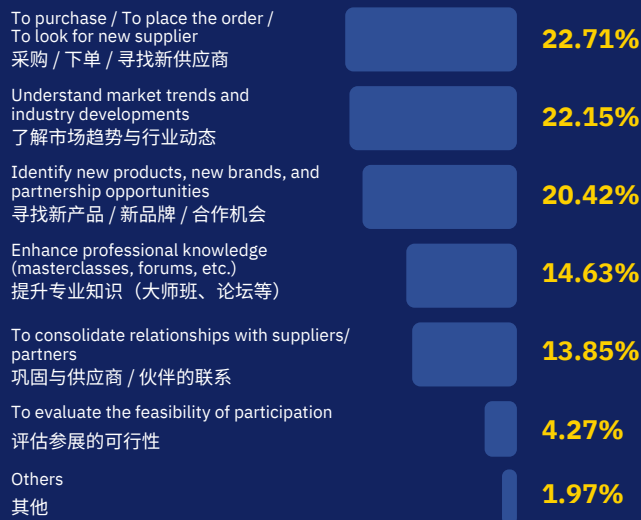 To purchase / To place the order /
To look for new supplier
采购 / 下单 / 寻找新供应商
22.71%
Understand market trends and
industry developments
了解市场趋势与行业动态
22.15%
Identify new products, new brands, and
partnership opportunities
寻找新产品 / 新品牌 / 合作机会
20.42%
Enhance professional knowledge
(masterclasses, forums, etc.)
提升专业知识（大师班、论坛等）
14.63%
To consolidate relationships with suppliers/
partners
巩固与供应商 / 伙伴的联系
13.85%
To evaluate the feasibility of participation
评估参展的可行性
4.27%
Others
其他
1.97%